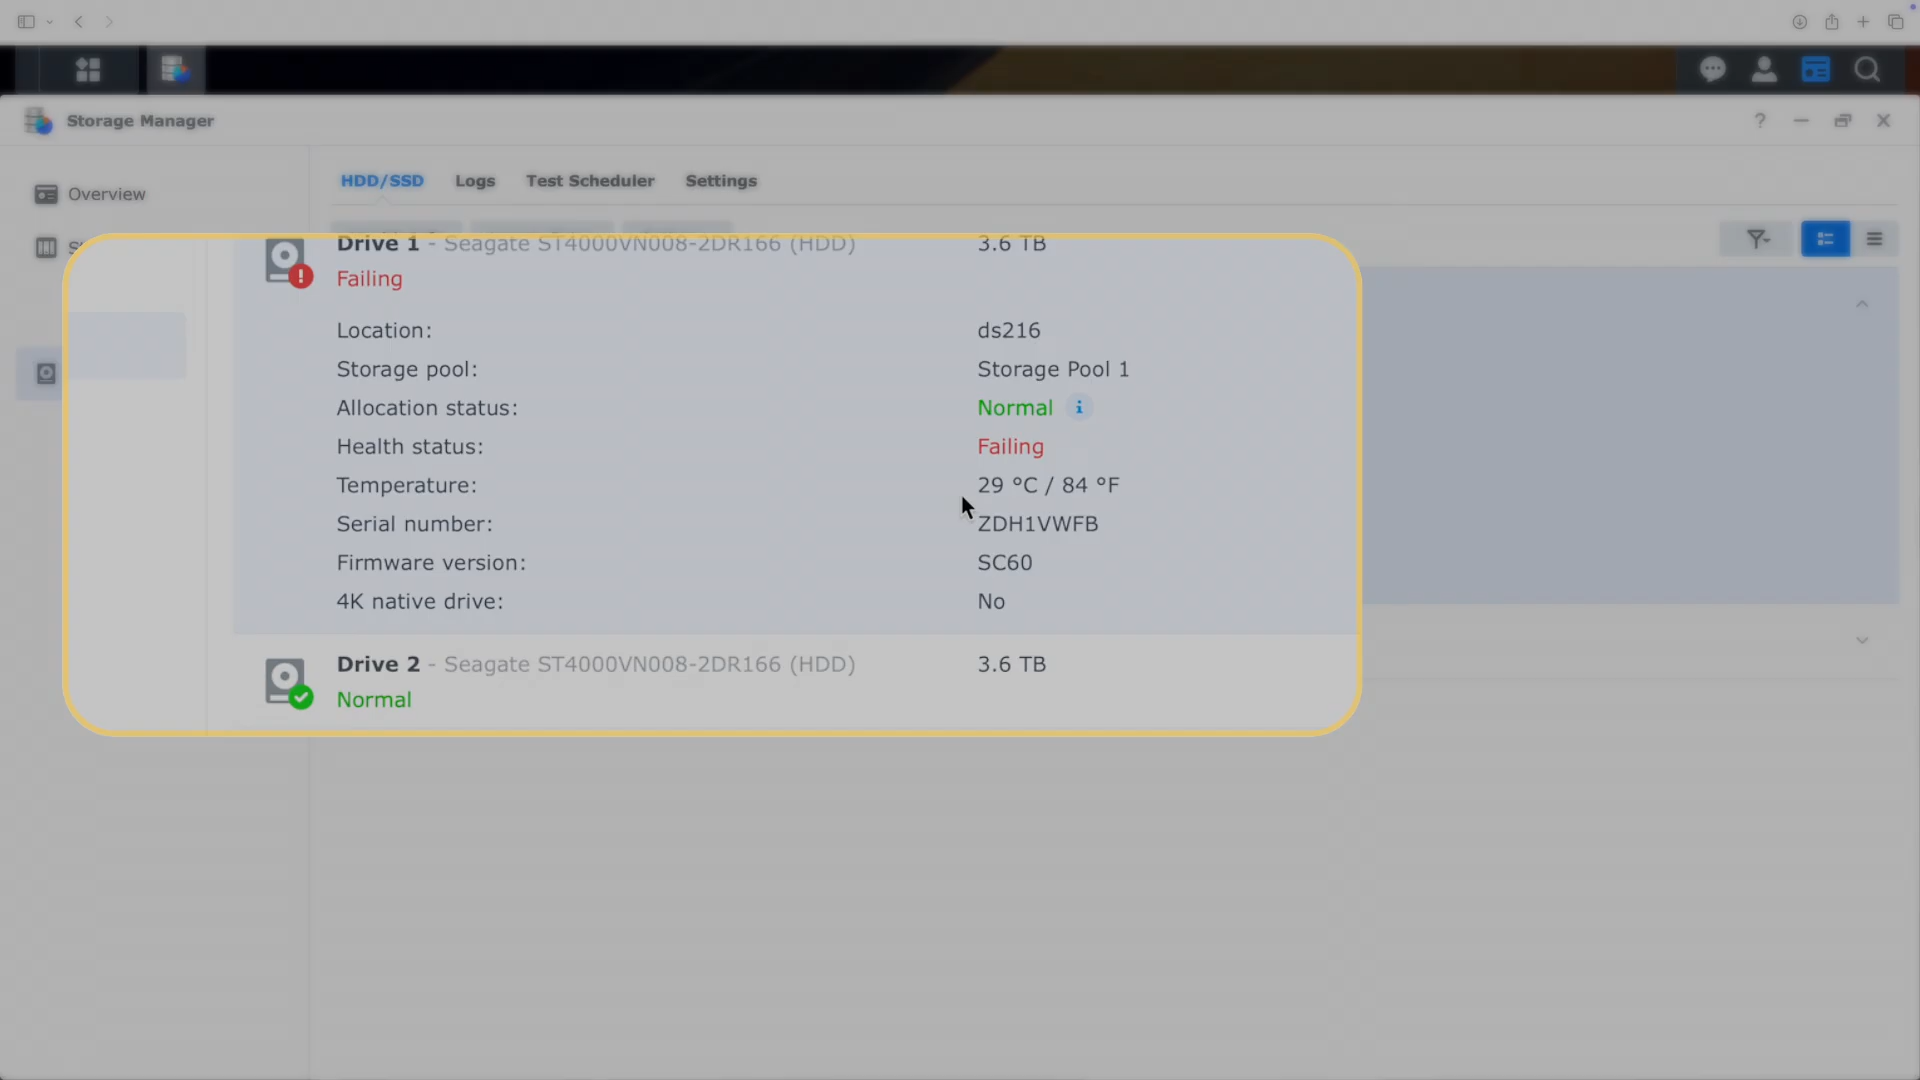 Storage Manager
?
Overview
HDD/SSD Logs Test Scheduler Settings
Drive 1 - Seagate ST4000VN008-2DR166 (HDD) 3.6 TB
Failing
Location: ds216
Storage pool: Storage Pool 1
Allocation status: Normal i
Health status: Failing
Temperature: 29 °C / 84 °F
Serial number: ZDH1VWFB
Firmware version: SC60
4K native drive: No
Drive 2 - Seagate ST4000VN008-2DR166 (HDD) 3.6 TB
Normal